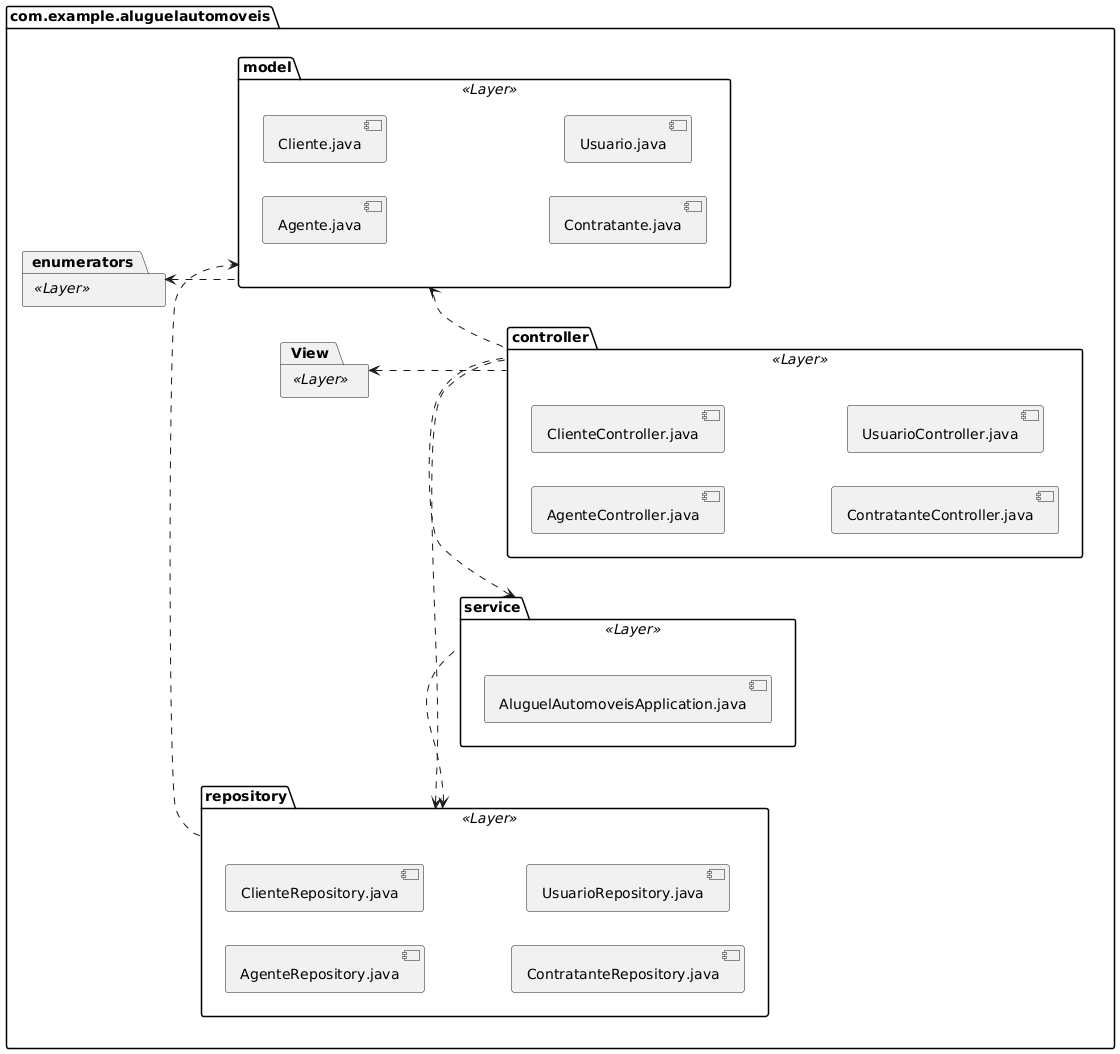 com.example.aluguelautomoveis
model
«Layer»
Cliente.java
Usuario.java
Agente.java
Contratante.java
enumerators
«Layer»
controller
«Layer»
View
«Layer»
ClienteController.java
UsuarioController.java
AgenteController.java
ContratanteController.java
service
«Layer»
AluguelAutomoveisApplication.java
repository
«Layer»
ClienteRepository.java
UsuarioRepository.java
AgenteRepository.java
ContratanteRepository.java